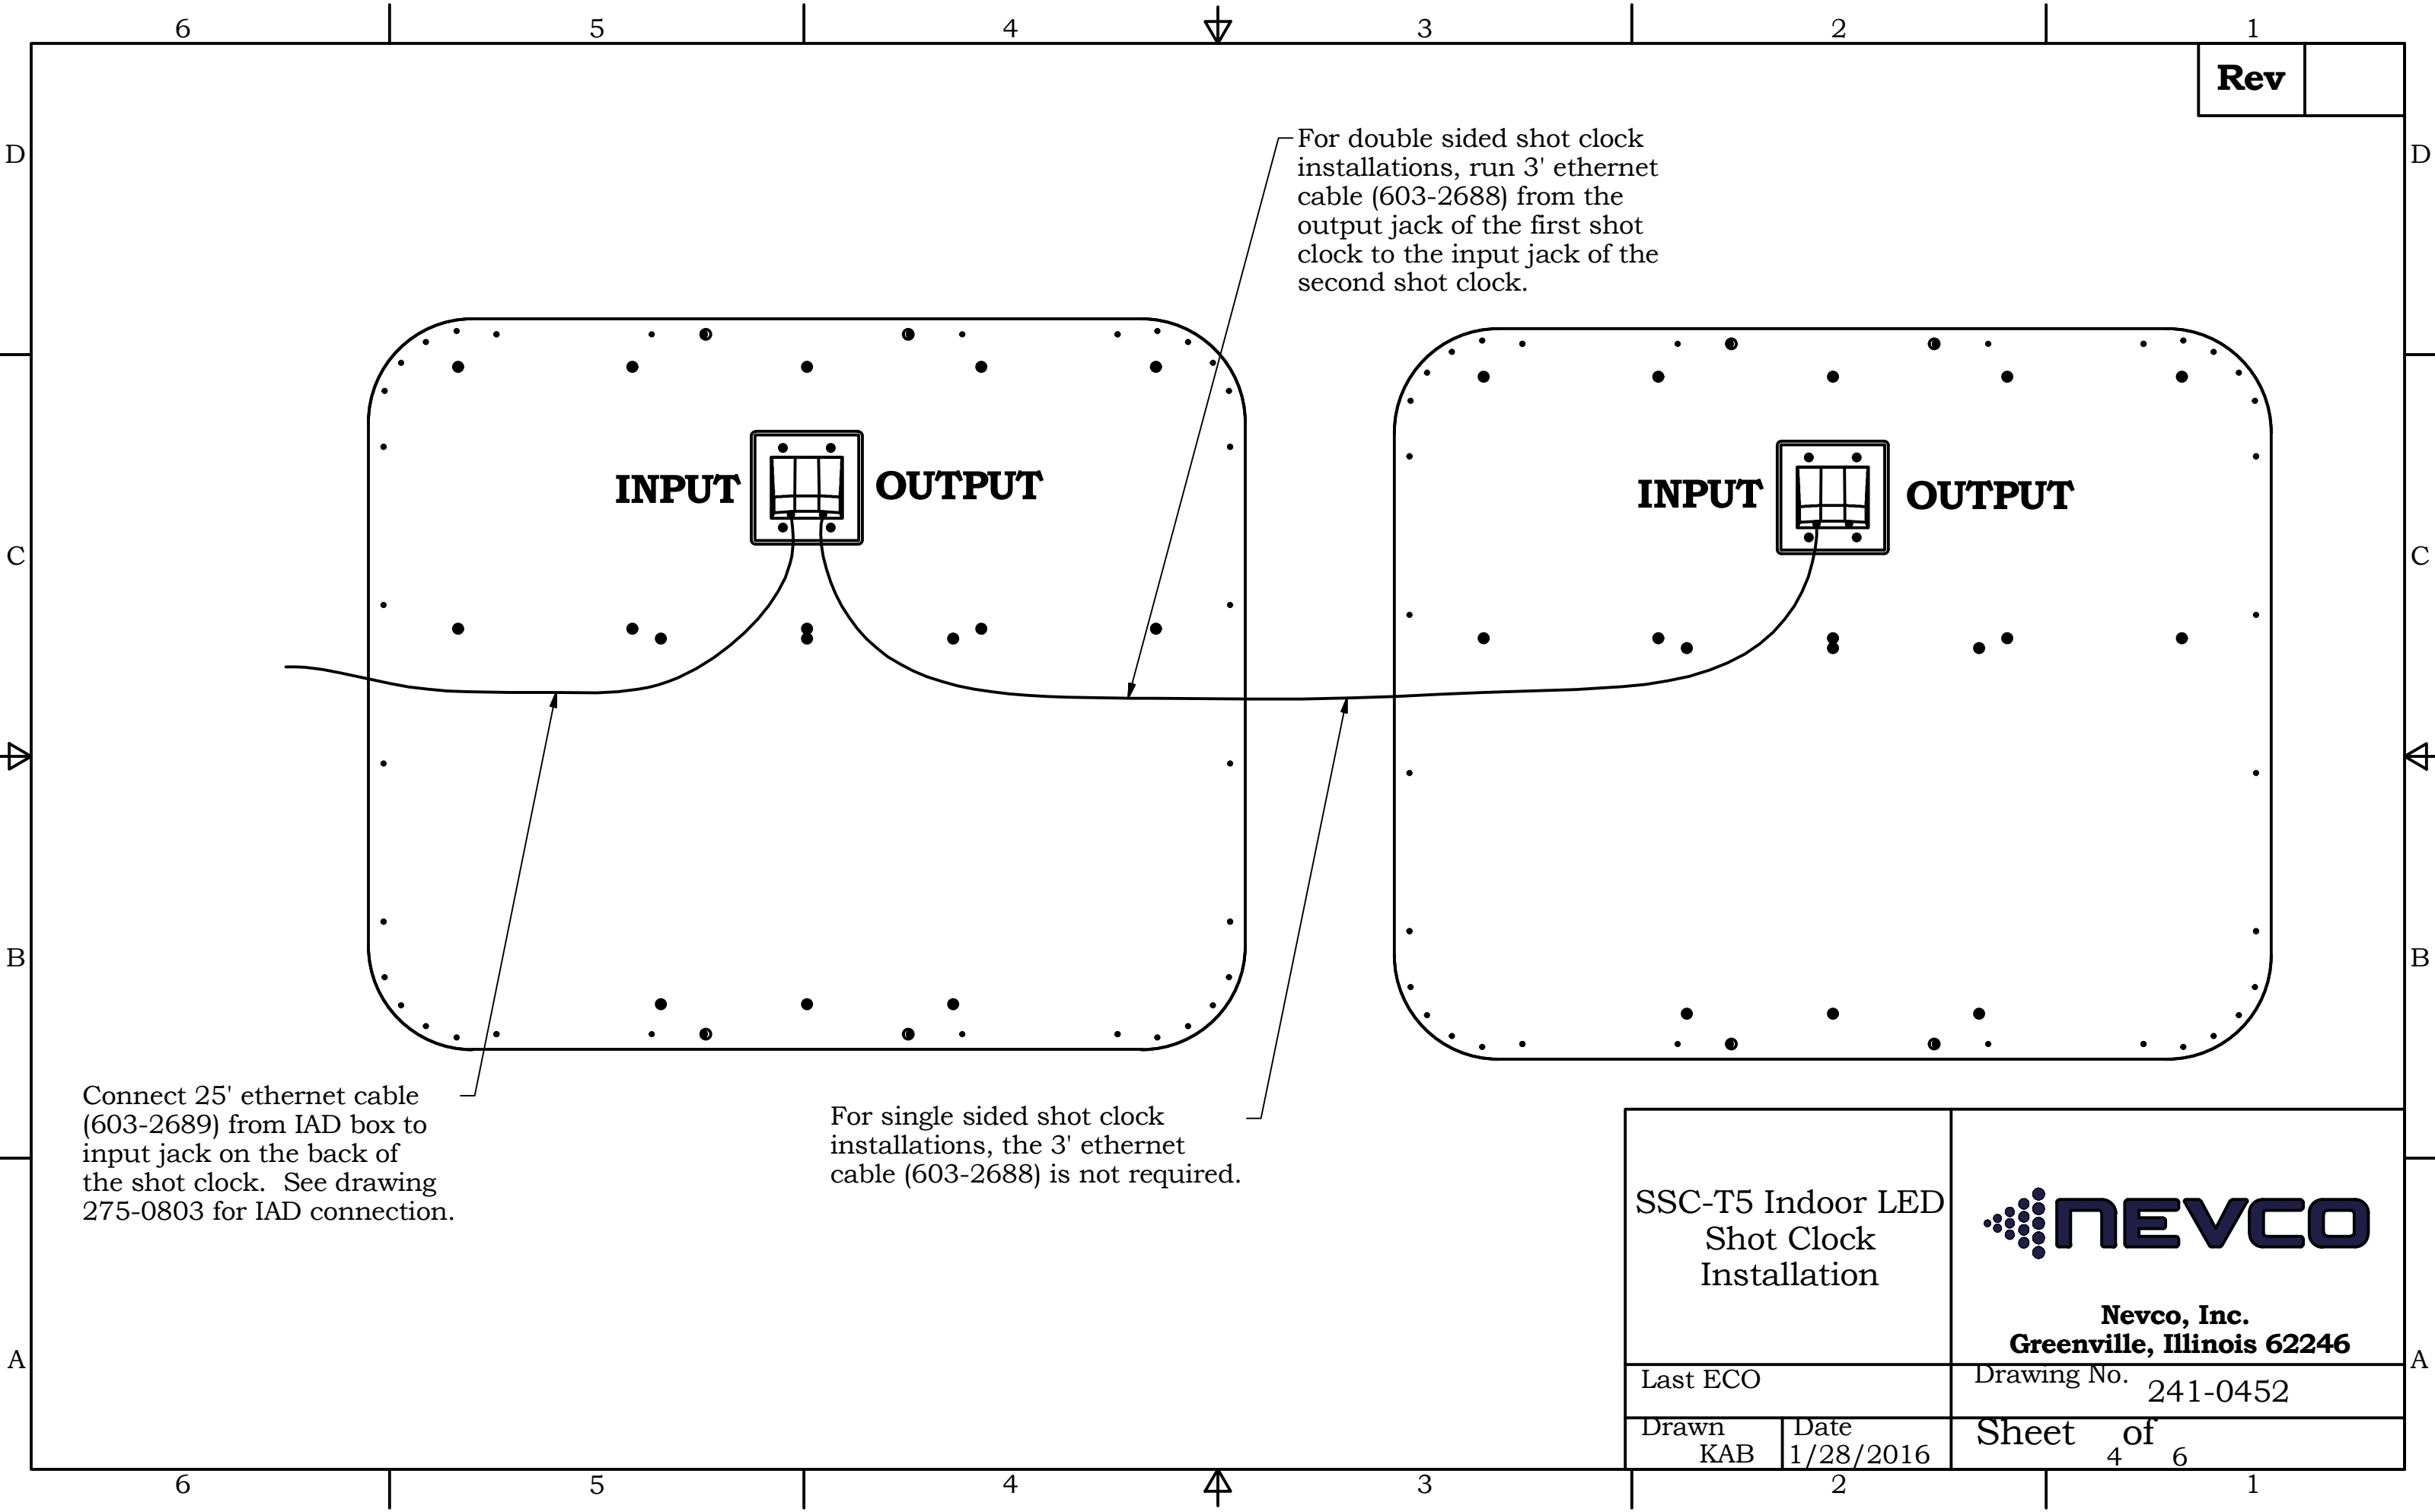 6 5 4 3 2 1
Rev
D D
For double sided shot clock
installations, run 3' ethernet
cable (603-2688) from the
output jack of the first shot
clock to the input jack of the
second shot clock.
INPUT OUTPUT
INPUT OUTPUT
C C
B B
Connect 25' ethernet cable
(603-2689) from IAD box to
input jack on the back of
the shot clock.  See drawing
275-0803 for IAD connection.
For single sided shot clock
installations, the 3' ethernet
cable (603-2688) is not required.
SSC-T5 Indoor LED
Shot Clock
Installation
NEVCO
Nevco, Inc.
Greenville, Illinois 62246
A A
Last ECO
Drawing No. 241-0452
Drawn KAB
Date 1/28/2016
Sheet 4 of 6
6 5 4 3 2 1